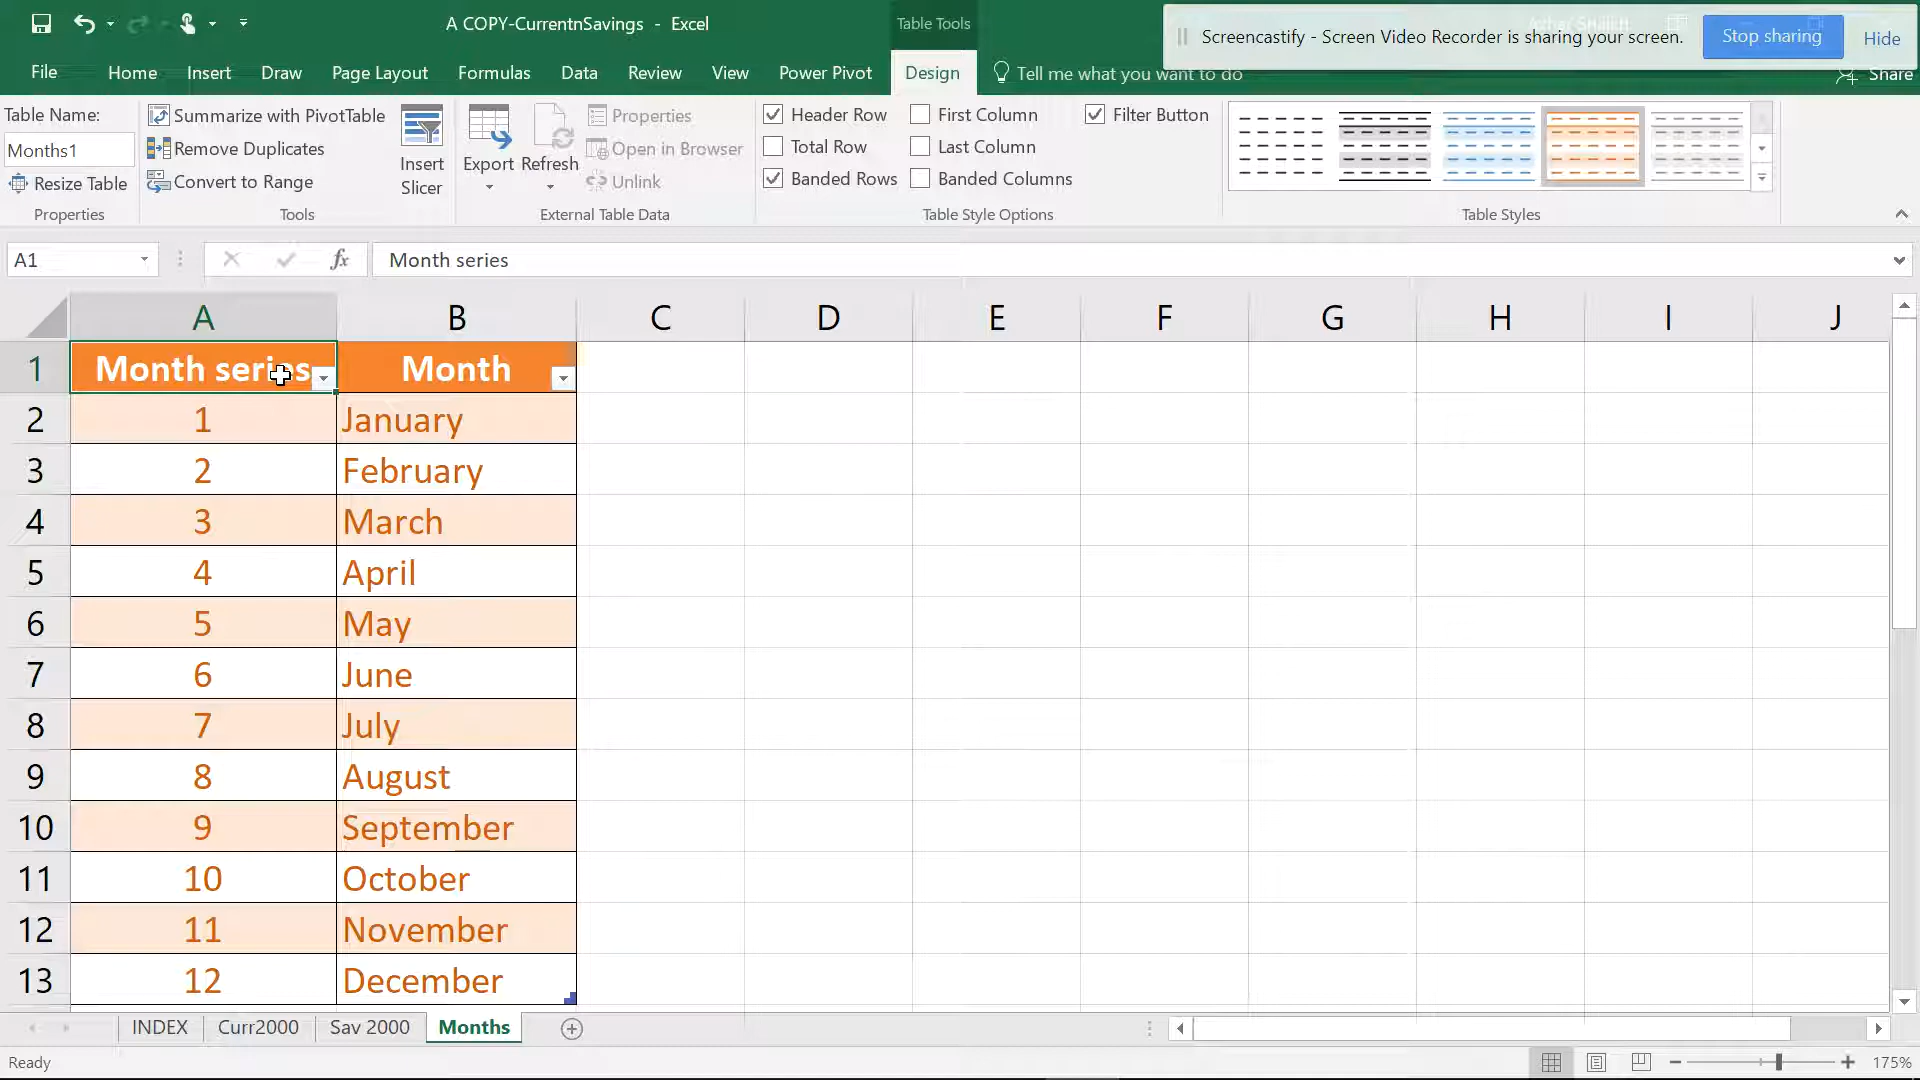 A COPY-CurrentnSavings - Excel
Table Tools
Screencastify - Screen Video Recorder is sharing your screen.
Stop sharing
Hide
File
Home
Insert
Draw
Page Layout
Formulas
Data
Review
View
Power Pivot
Design
Tell me what you want to do
Share
Table Name:
Months1
Resize Table
Properties
Summarize with PivotTable
Remove Duplicates
Convert to Range
Tools
Insert
Slicer
Export
Refresh
Properties
Open in Browser
Unlink
External Table Data
Header Row
Total Row
Banded Rows
First Column
Last Column
Banded Columns
Filter Button
Table Style Options
Table Styles
A1
fx
Month series
A B C D E F G H I J
1 Month series Month
2 1 January
3 2 February
4 3 March
5 4 April
6 5 May
7 6 June
8 7 July
9 8 August
10 9 September
11 10 October
12 11 November
13 12 December
INDEX
Curr2000
Sav 2000
Months
Ready
175%